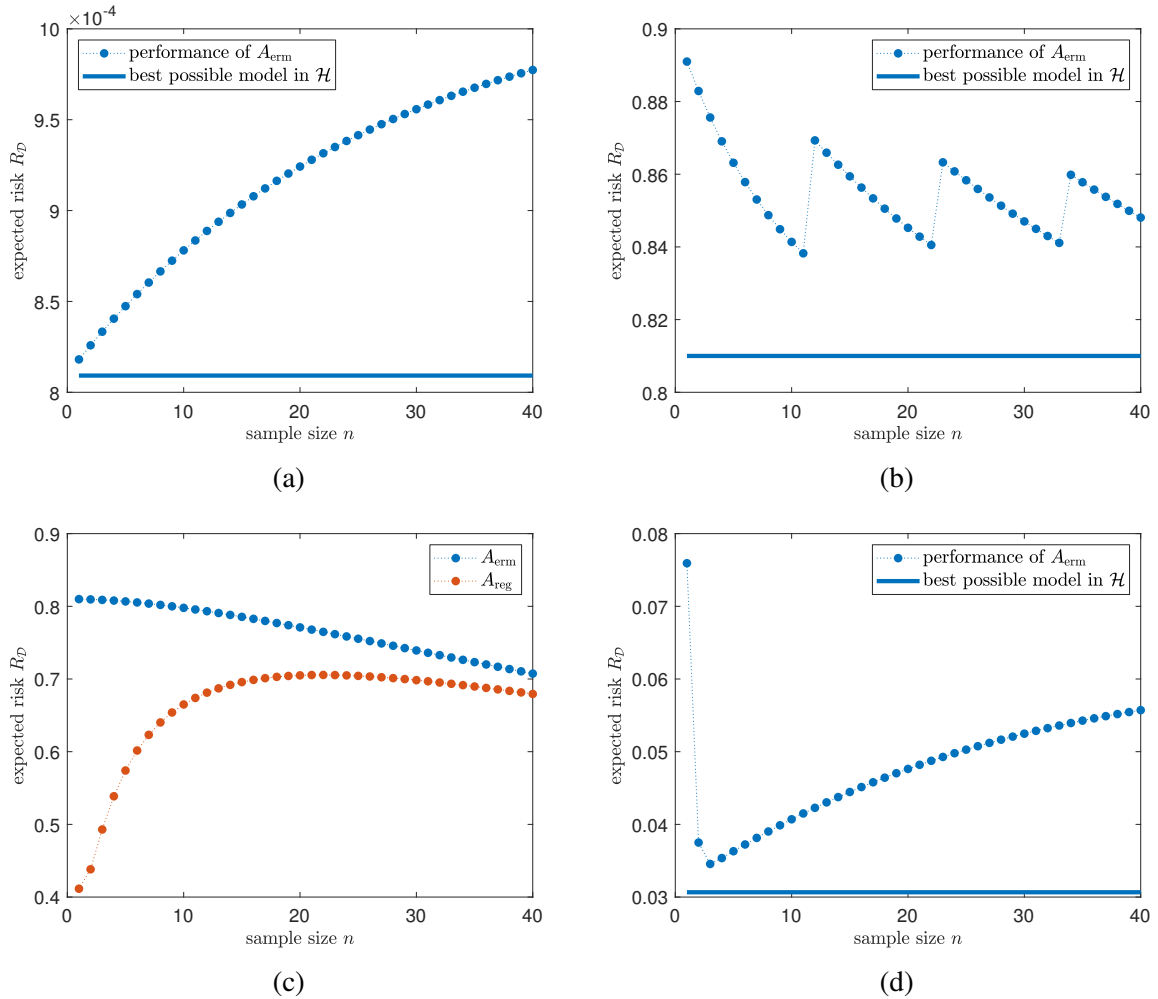 ×10⁻⁴
10
9.5
9
8.5
8
0
10
20
30
40
expected risk R_D
sample size n
performance of A_erm
best possible model in ℋ
(a)
0.9
0.88
0.86
0.84
0.82
0.8
0
10
20
30
40
expected risk R_D
sample size n
performance of A_erm
best possible model in ℋ
(b)
0.9
0.8
0.7
0.6
0.5
0.4
0
10
20
30
40
expected risk R_D
sample size n
A_erm
A_reg
(c)
0.08
0.07
0.06
0.05
0.04
0.03
0
10
20
30
40
expected risk R_D
sample size n
performance of A_erm
best possible model in ℋ
(d)